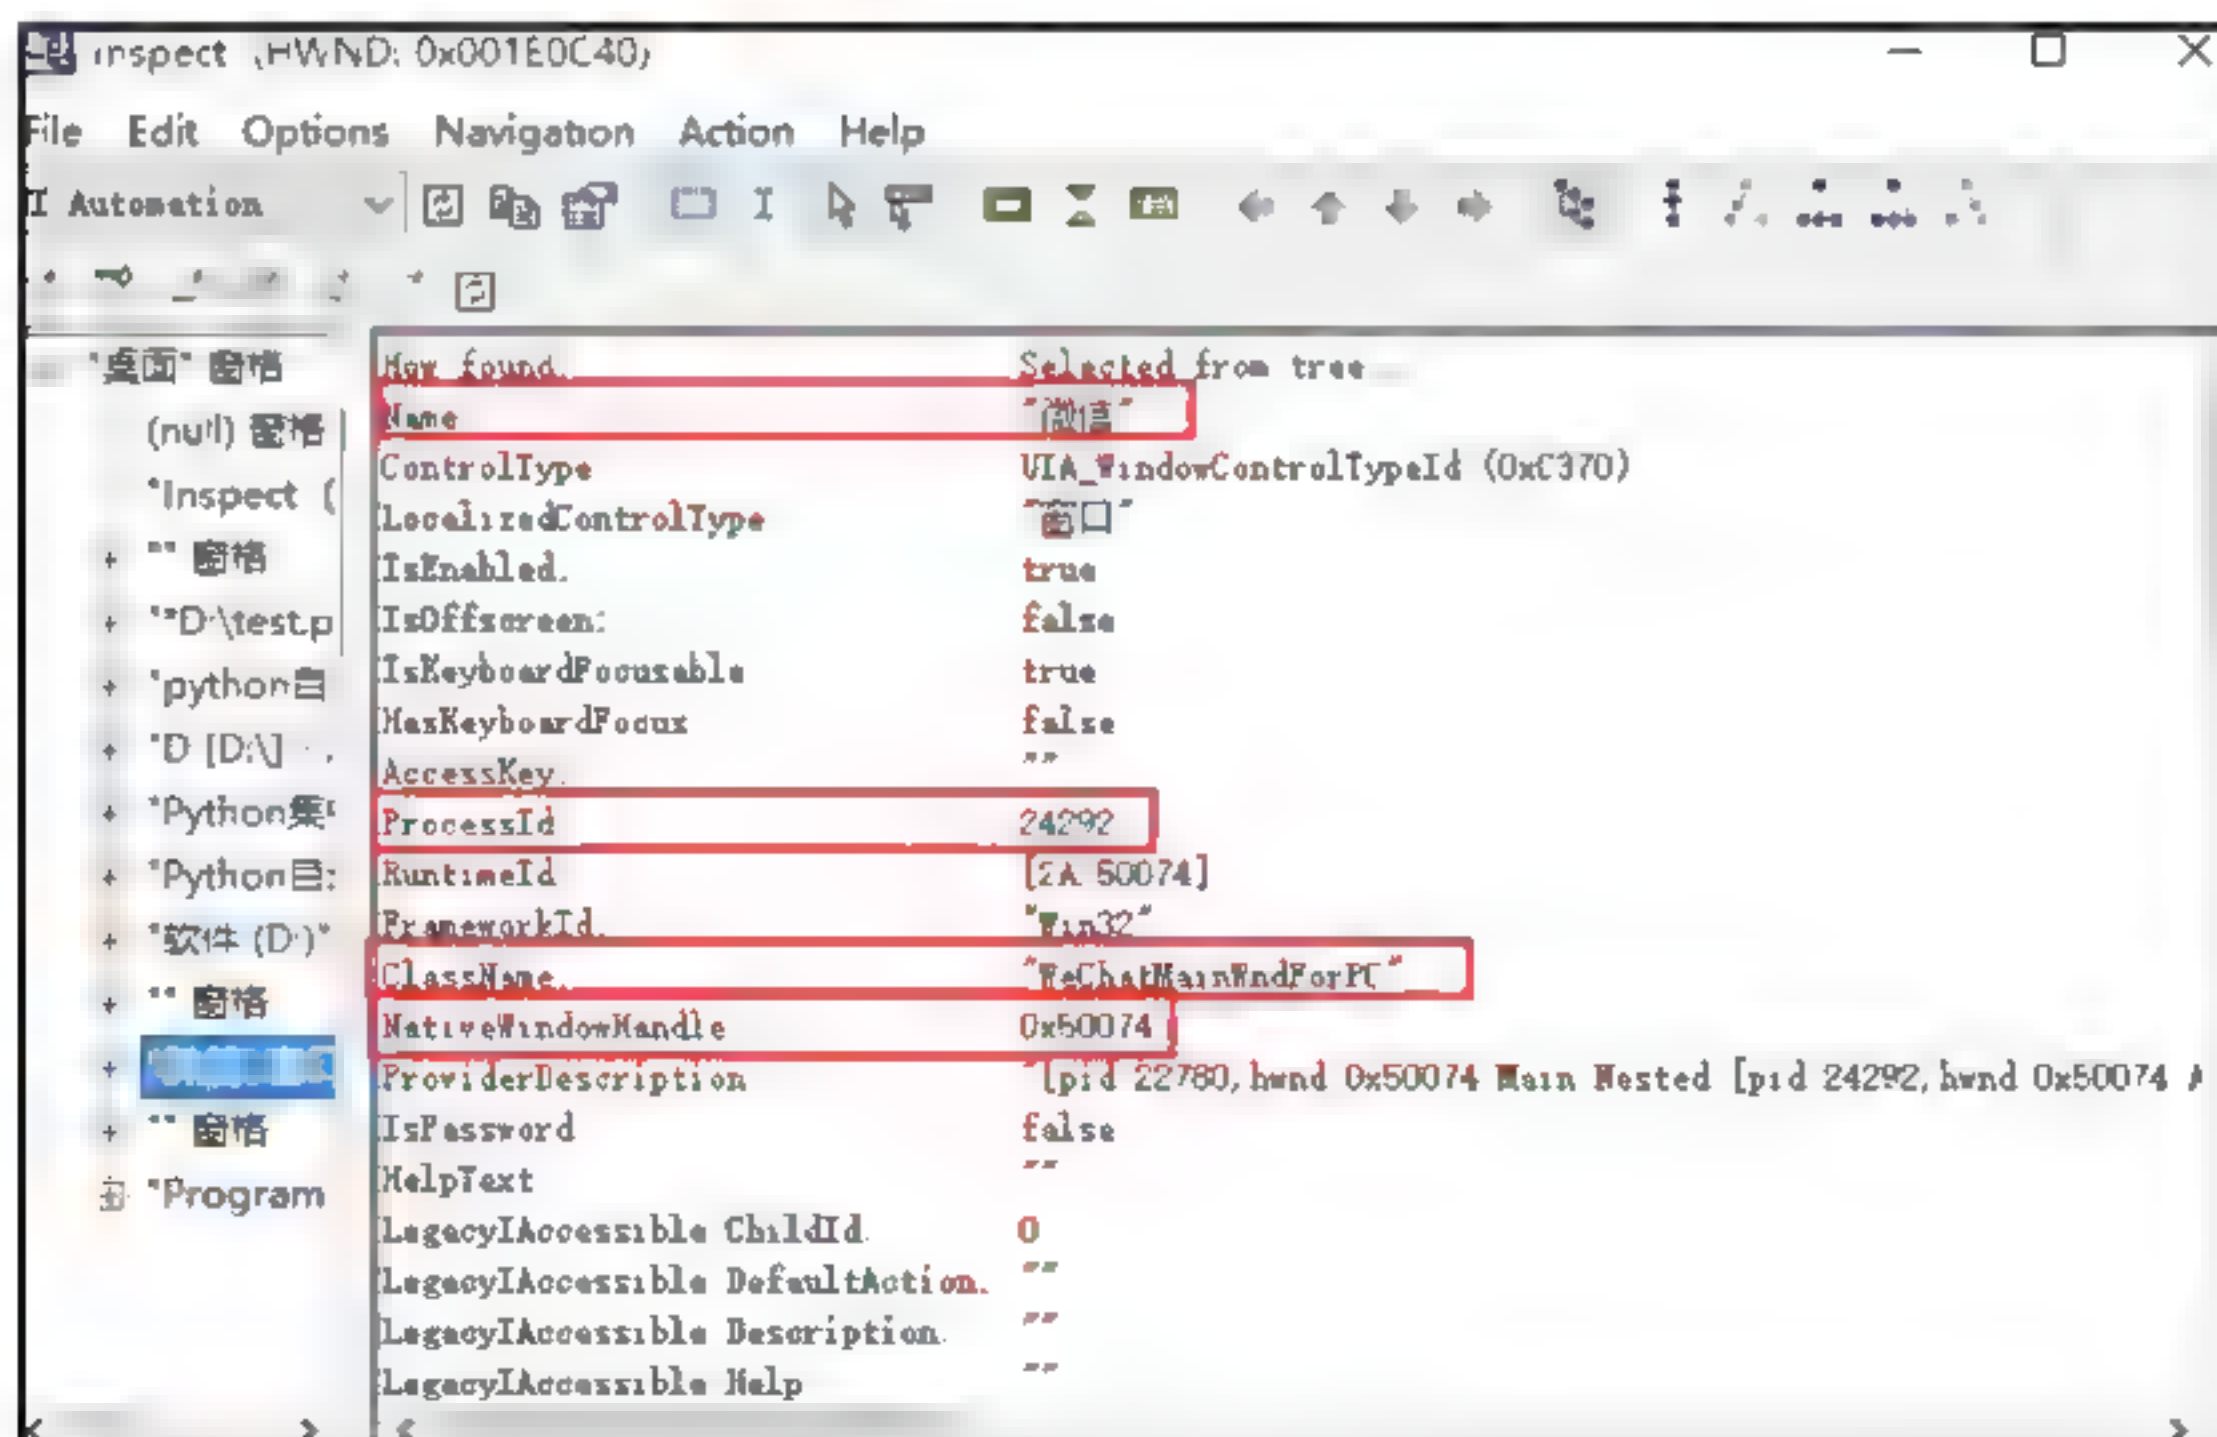 Inspect (HWND: 0x001E0C40)
File Edit Options Navigation Action Help
I Automation
"桌面" 窗格
(null) 窗格
"Inspect (
"" 窗格
"*D:\test.p
"python自
"D [D:\] - .
"Python集
"Python自:
"软件 (D:)"
"" 窗格
"" 窗格
"Program
How found: Selected from tree...
Name: "微信"
ControlType: UIA_WindowControlTypeId (0xC370)
LocalizedControlType: "窗口"
IsEnabled: true
IsOffscreen: false
IsKeyboardFocusable: true
HasKeyboardFocus: false
AccessKey: ""
ProcessId: 24292
RuntimeId: [2A.50074]
FrameworkId: "Win32"
ClassName: "WeChatMainWndForPC"
NativeWindowHandle: 0x50074
ProviderDescription: "[pid:22780,hwnd:0x50074 Main:Nested [pid:24292,hwnd:0x50074 A
IsPassword: false
HelpText: ""
LegacyIAccessible.ChildId: 0
LegacyIAccessible.DefaultAction: ""
LegacyIAccessible.Description: ""
LegacyIAccessible.Help: ""